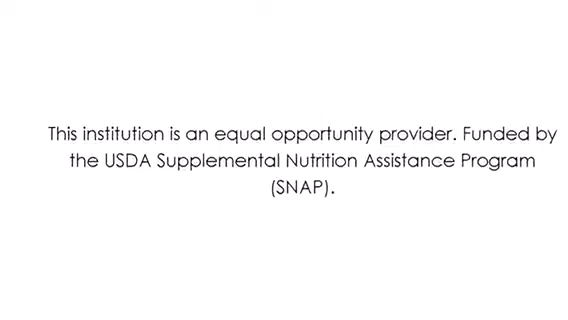 This institution is an equal opportunity provider. Funded by
the USDA Supplemental Nutrition Assistance Program
(SNAP).